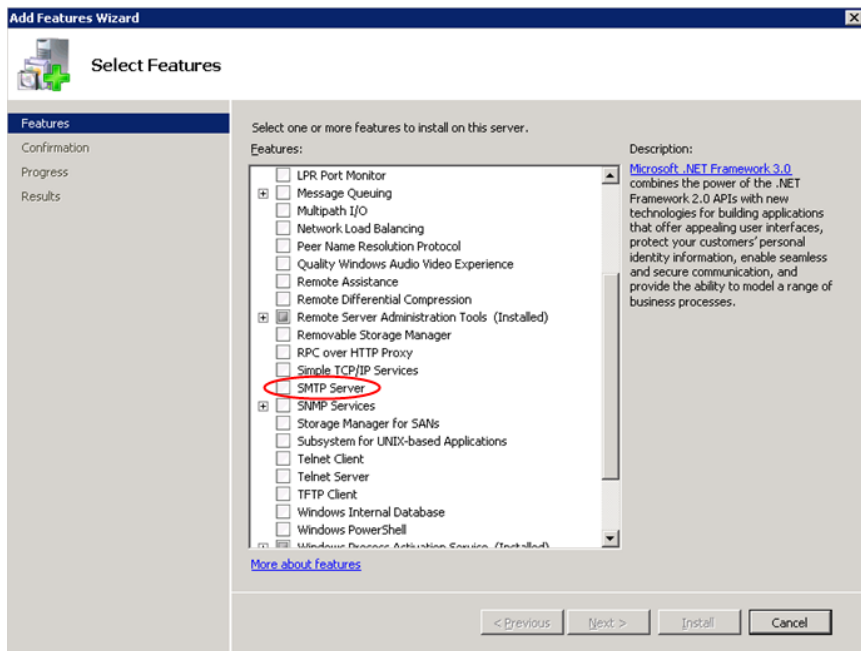 Add Features Wizard
Select Features
Features
Confirmation
Progress
Results
Select one or more features to install on this server.
Features:
LPR Port Monitor
Message Queuing
Multipath I/O
Network Load Balancing
Peer Name Resolution Protocol
Quality Windows Audio Video Experience
Remote Assistance
Remote Differential Compression
Remote Server Administration Tools (Installed)
Removable Storage Manager
RPC over HTTP Proxy
Simple TCP/IP Services
SMTP Server
SNMP Services
Storage Manager for SANs
Subsystem for UNIX-based Applications
Telnet Client
Telnet Server
TFTP Client
Windows Internal Database
Windows PowerShell
Windows Process Activation Service (Installed)
More about features
Description:
Microsoft .NET Framework 3.0
combines the power of the .NET
Framework 2.0 APIs with new
technologies for building applications
that offer appealing user interfaces,
protect your customers' personal
identity information, enable seamless
and secure communication, and
provide the ability to model a range of
business processes.
< Previous
Next >
Install
Cancel